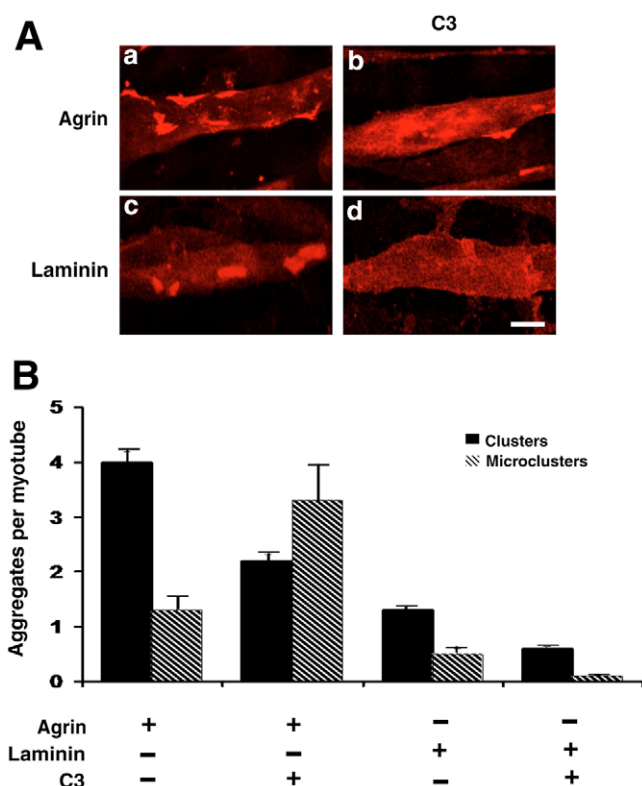 A
C3
a
b
Agrin
c
d
Laminin
B
5
4
3
2
1
0
Aggregates per myotube
Clusters
Microclusters
Agrin + + – –
Laminin – – + +
C3 – + – +